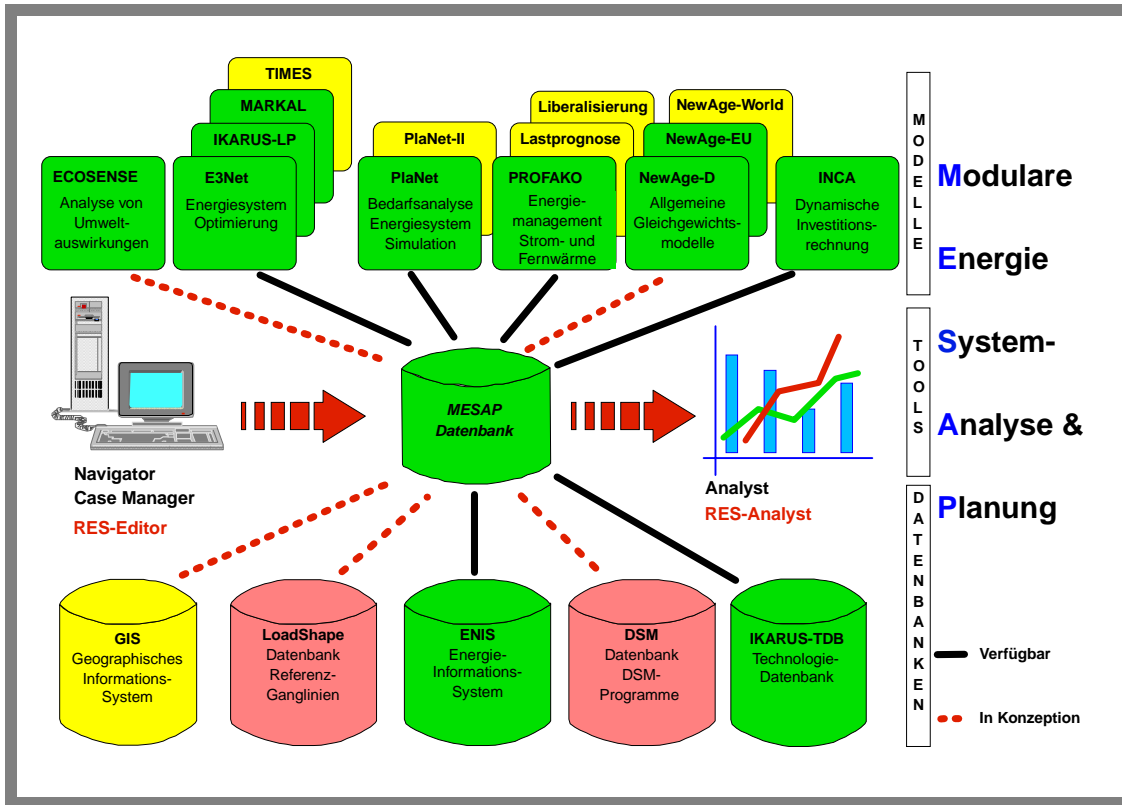 TIMES
MARKAL
IKARUS-LP
E3Net
Energiesystem
Optimierung
ECOSENSE
Analyse von
Umwelt-
auswirkungen
PlaNet-II
PlaNet
Bedarfsanalyse
Energiesystem
Simulation
Liberalisierung
Lastprognose
PROFAKO
Energie-
management
Strom- und
Fernwärme
NewAge-World
NewAge-EU
NewAge-D
Allgemeine
Gleichgewichts-
modelle
INCA
Dynamische
Investitions-
rechnung
MODELLE
Modulare
Energie
MESAP
Datenbank
Navigator
Case Manager
RES-Editor
Analyst
RES-Analyst
TOOLS
System-
Analyse &
Planung
GIS
Geographisches
Informations-
System
LoadShape
Datenbank
Referenz-
Ganglinien
ENIS
Energie-
Informations-
System
DSM
Datenbank
DSM-
Programme
IKARUS-TDB
Technologie-
Datenbank
DATENBANKEN
Verfügbar
In Konzeption